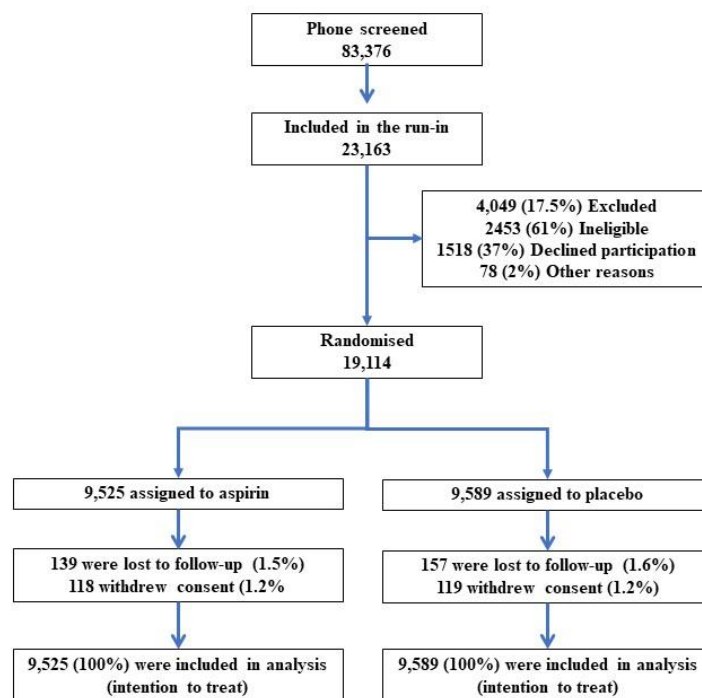 Phone screened
83,376
Included in the run-in
23,163
4,049 (17.5%) Excluded
2453 (61%) Ineligible
1518 (37%) Declined participation
78 (2%) Other reasons
Randomised
19,114
9,525 assigned to aspirin
9,589 assigned to placebo
139 were lost to follow-up (1.5%)
118 withdrew consent (1.2%
157 were lost to follow-up (1.6%)
119 withdrew consent (1.2%)
9,525 (100%) were included in analysis
(intention to treat)
9,589 (100%) were included in analysis
(intention to treat)